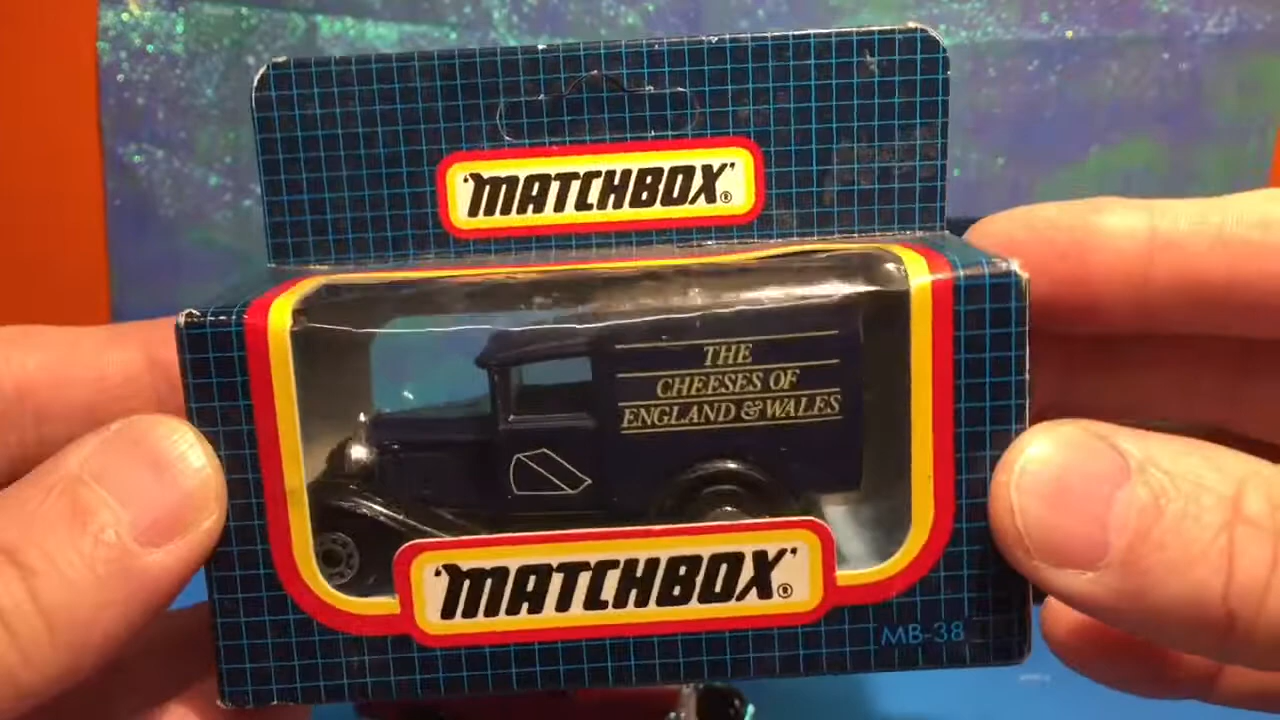 'MATCHBOX'®
THE
CHEESES OF
ENGLAND & WALES
'MATCHBOX'®
MB-38